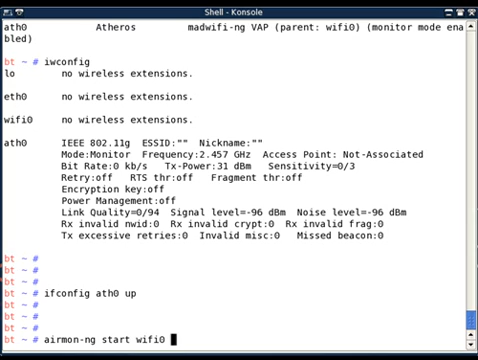 Shell - Konsole
ath0 Atheros madwifi-ng VAP (parent: wifi0) (monitor mode ena
bled)
bt ~ # iwconfig
lo no wireless extensions.
eth0 no wireless extensions.
wifi0 no wireless extensions.
ath0 IEEE 802.11g ESSID:"" Nickname:""
Mode:Monitor Frequency:2.457 GHz Access Point: Not-Associated
Bit Rate:0 kb/s Tx-Power:31 dBm Sensitivity=0/3
Retry:off RTS thr:off Fragment thr:off
Encryption key:off
Power Management:off
Link Quality=0/94 Signal level=-96 dBm Noise level=-96 dBm
Rx invalid nwid:0 Rx invalid crypt:0 Rx invalid frag:0
Tx excessive retries:0 Invalid misc:0 Missed beacon:0
bt ~ #
bt ~ #
bt ~ #
bt ~ # ifconfig ath0 up
bt ~ #
bt ~ #
bt ~ #
bt ~ # airmon-ng start wifi0